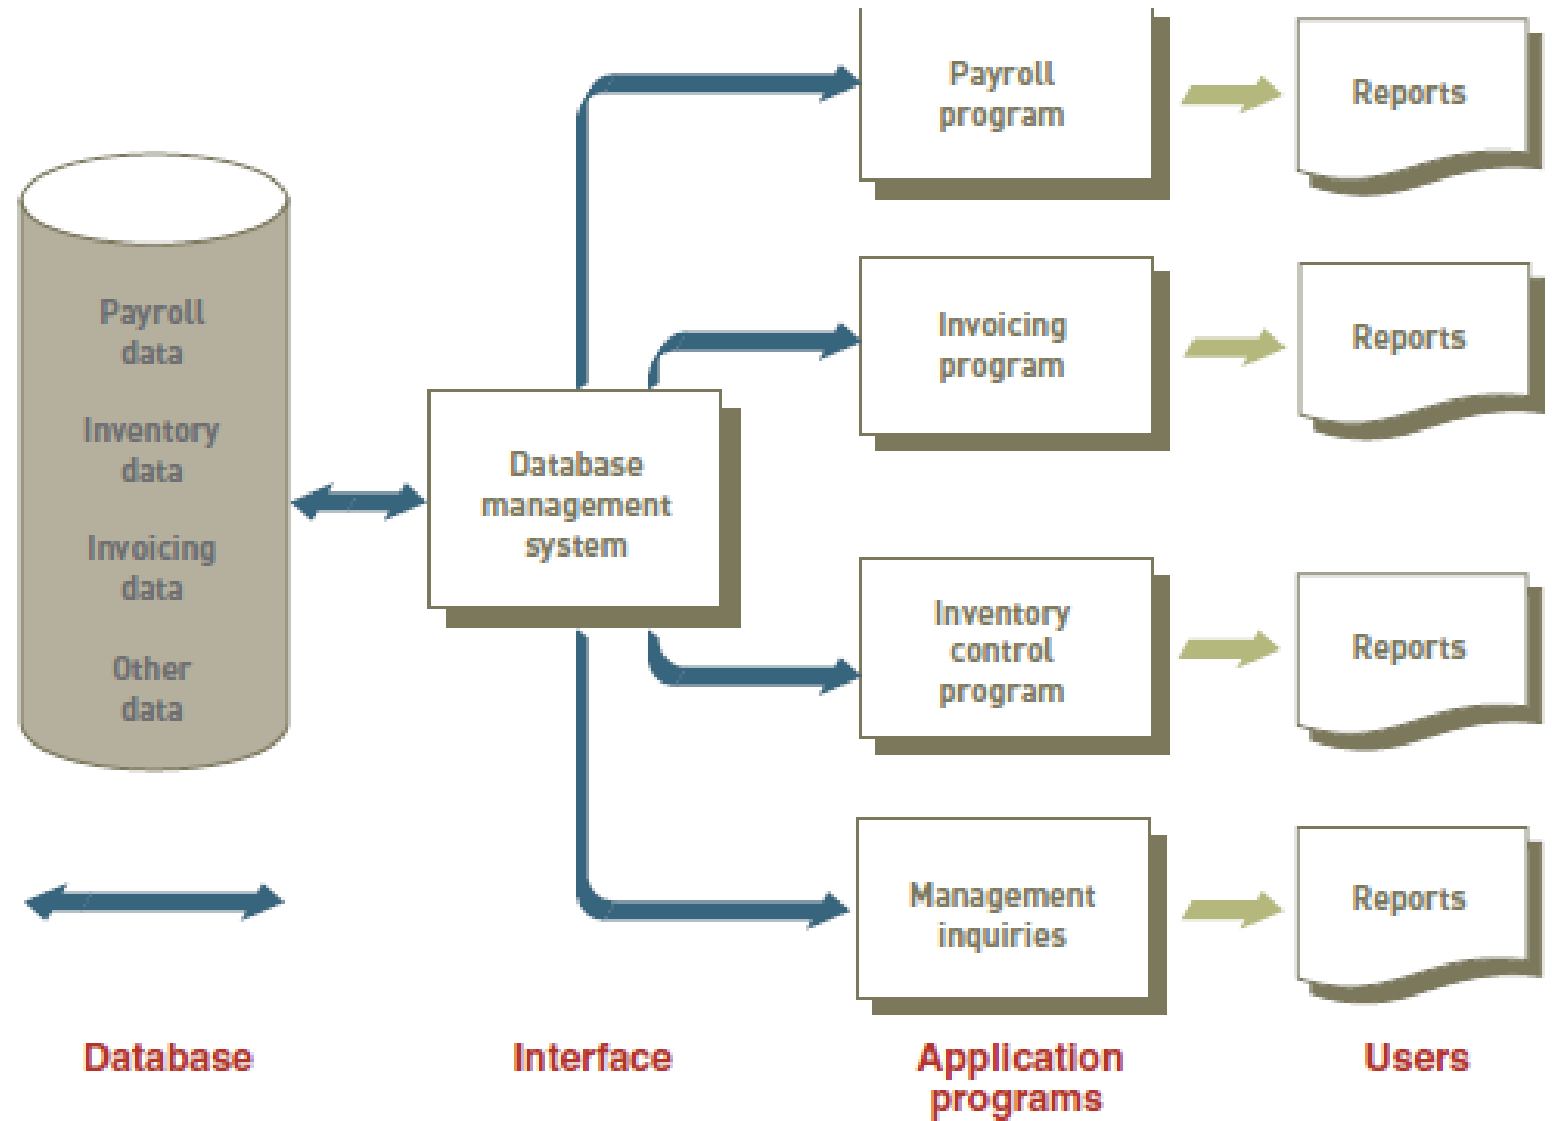 Payroll
data
Inventory
data
Invoicing
data
Other
data
Database
management
system
Payroll
program
Invoicing
program
Inventory
control
program
Management
inquiries
Reports
Reports
Reports
Reports
Database
Interface
Application
programs
Users